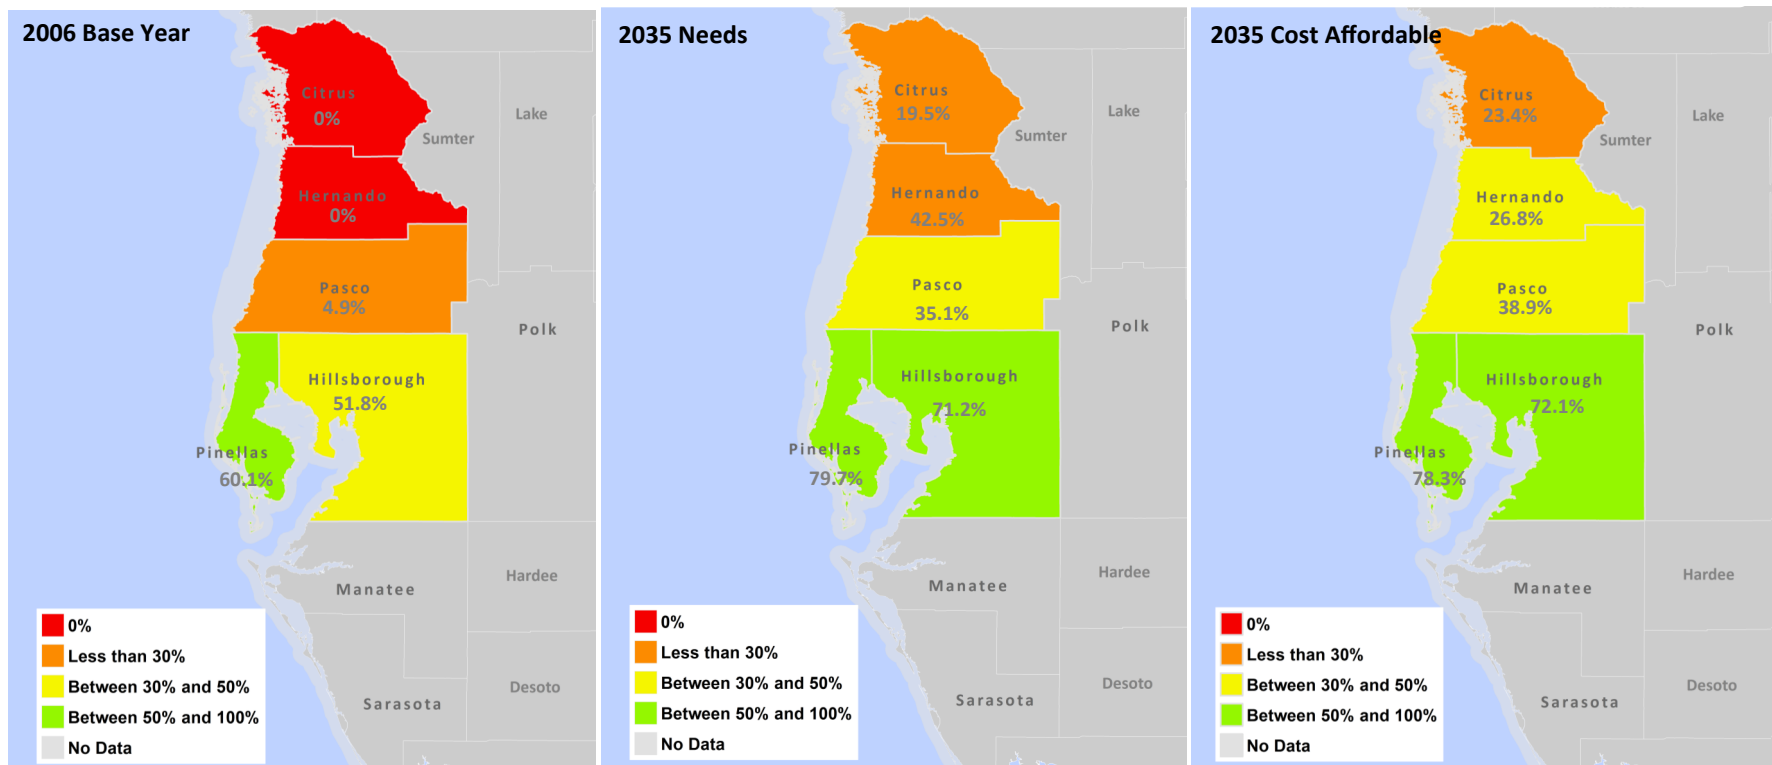 2006 Base Year
Citrus
0%
Lake
Sumter
Hernando
0%
Pasco
4.9%
Polk
Hillsborough
51.8%
Pinellas
60.1%
Manatee
Hardee
Sarasota
Desoto
0%
Less than 30%
Between 30% and 50%
Between 50% and 100%
No Data
2035 Needs
Citrus
19.5%
Lake
Sumter
Hernando
42.5%
Pasco
35.1%
Polk
Hillsborough
71.2%
Pinellas
79.7%
Manatee
Hardee
Sarasota
Desoto
0%
Less than 30%
Between 30% and 50%
Between 50% and 100%
No Data
2035 Cost Affordable
Citrus
23.4%
Lake
Sumter
Hernando
26.8%
Pasco
38.9%
Polk
Hillsborough
72.1%
Pinellas
78.3%
Manatee
Hardee
Sarasota
Desoto
0%
Less than 30%
Between 30% and 50%
Between 50% and 100%
No Data